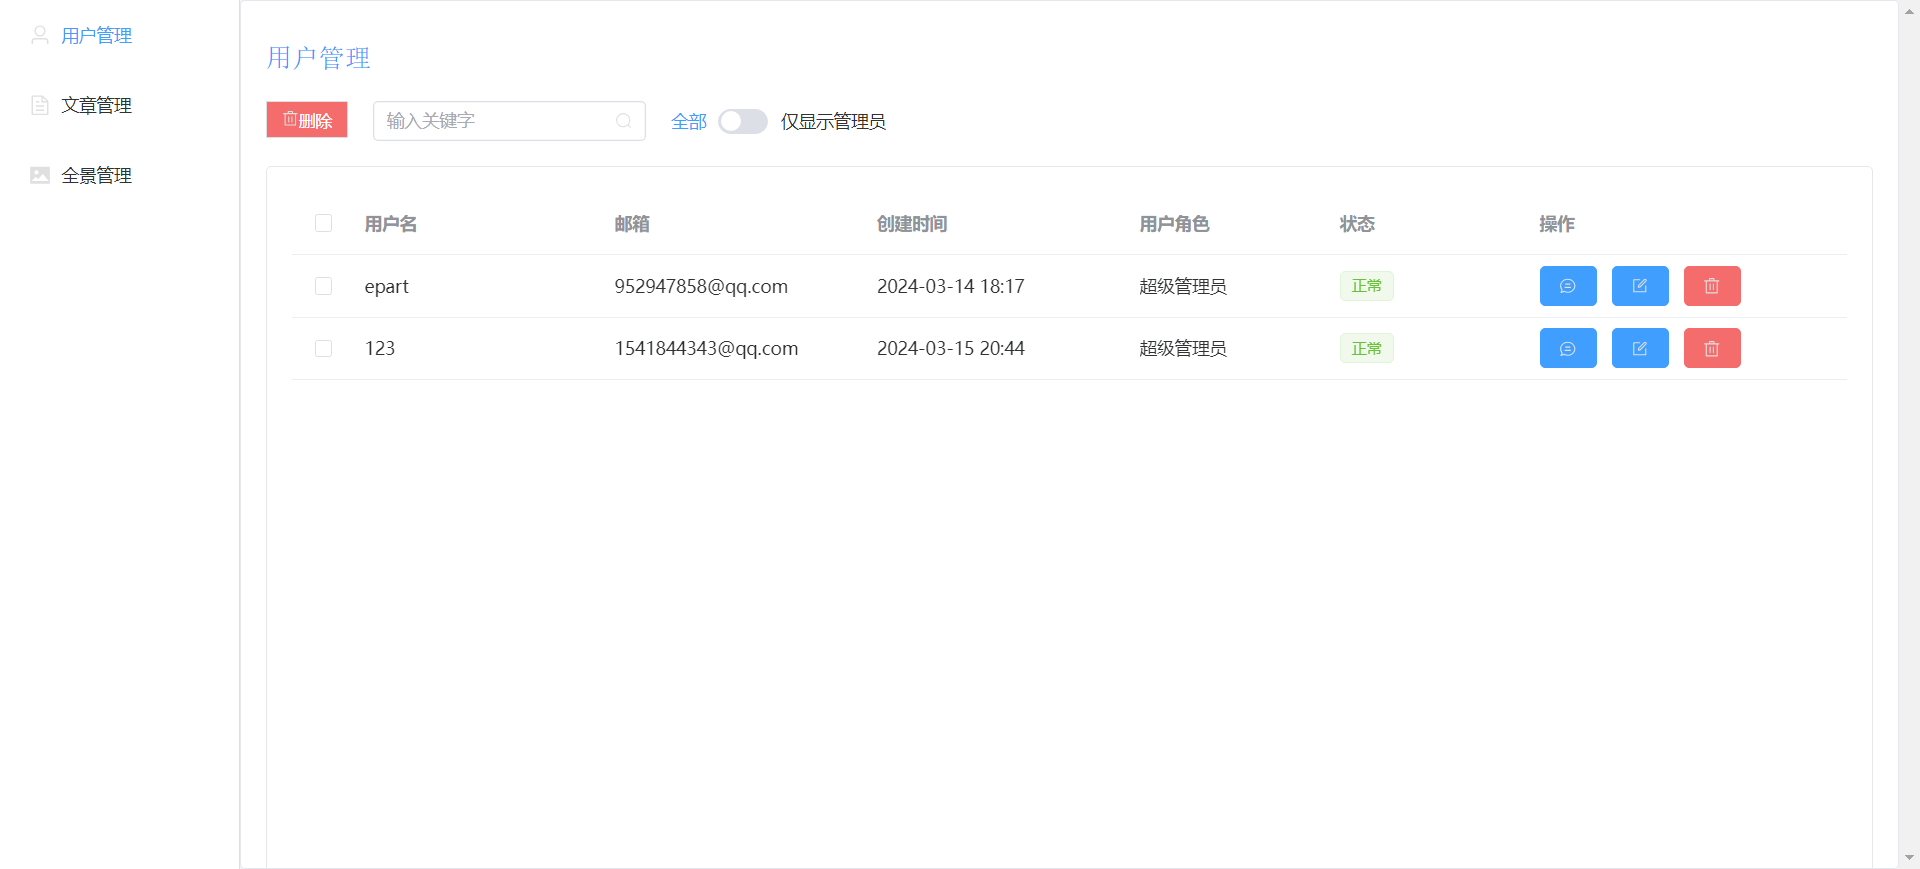 用户管理
文章管理
全景管理
用户管理
删除 输入关键字 全部 仅显示管理员
用户名 邮箱 创建时间 用户角色 状态 操作
epart 952947858@qq.com 2024-03-14 18:17 超级管理员 正常
123 1541844343@qq.com 2024-03-15 20:44 超级管理员 正常